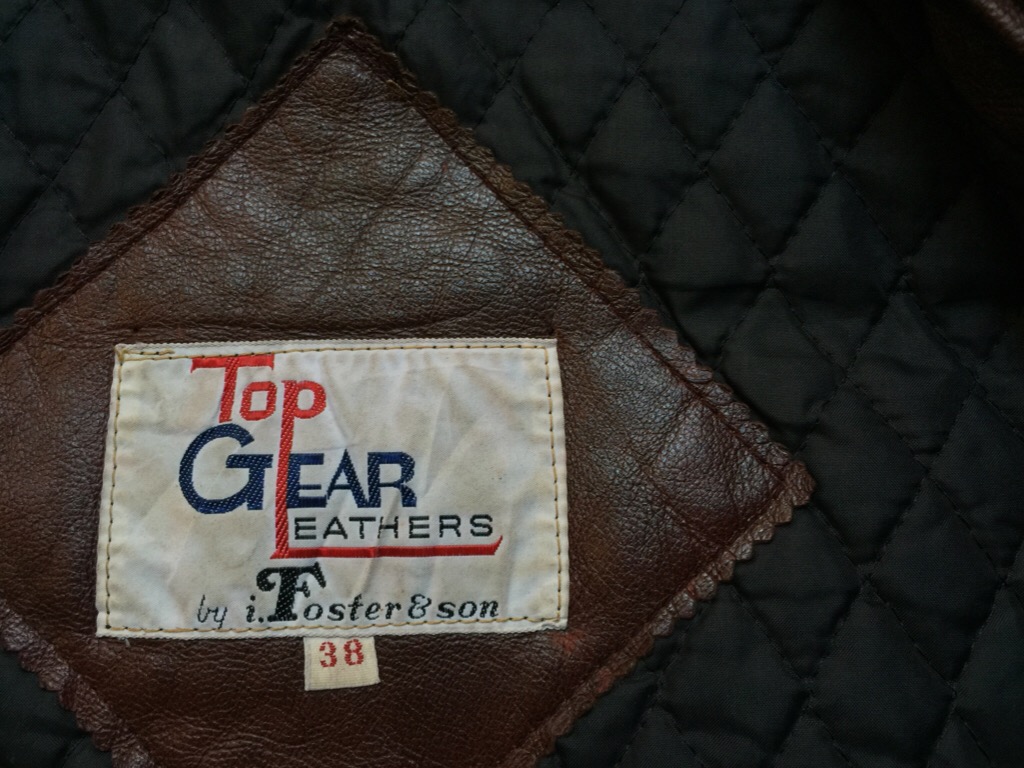 Top
GEAR
LEATHERS
by i. Foster & son
38